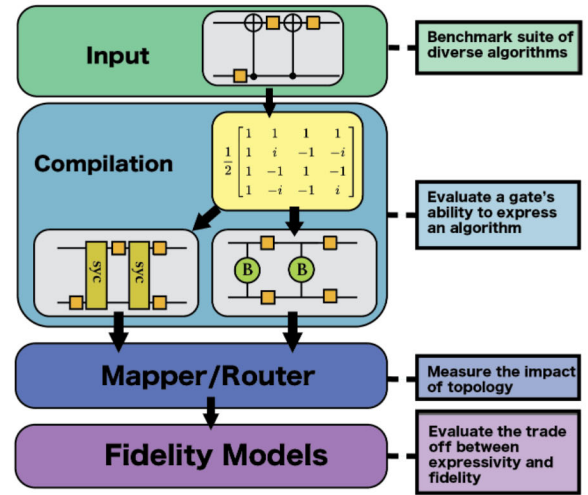 Input
Benchmark suite of
diverse algorithms
Compilation
1/2 [ 1 1 1 1
1 i -1 -i
1 -1 1 -1
1 -i -1 i ]
Evaluate a gate's
ability to express
an algorithm
syc syc
B B
Mapper/Router
Measure the impact
of topology
Fidelity Models
Evaluate the trade
off between
expressivity and
fidelity